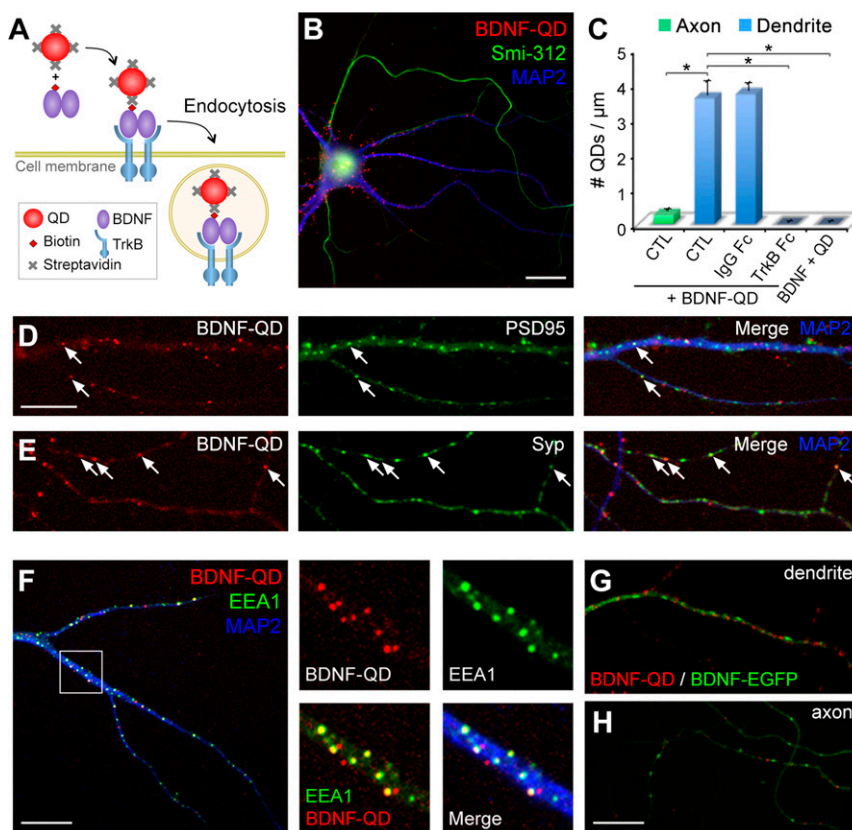 A
+
Endocytosis
Cell membrane
QD
BDNF
Biotin
TrkB
Streptavidin
B
BDNF-QD
Smi-312
MAP2
C
Axon
Dendrite
# QDs / µm
5
4
3
2
1
0
*
*
*
CTL
CTL
IgG Fc
TrkB Fc
BDNF + QD
+ BDNF-QD
D
BDNF-QD
PSD95
Merge MAP2
E
BDNF-QD
Syp
Merge MAP2
F
BDNF-QD
EEA1
MAP2
BDNF-QD
EEA1
EEA1
BDNF-QD
Merge
G
dendrite
BDNF-QD / BDNF-EGFP
H
axon